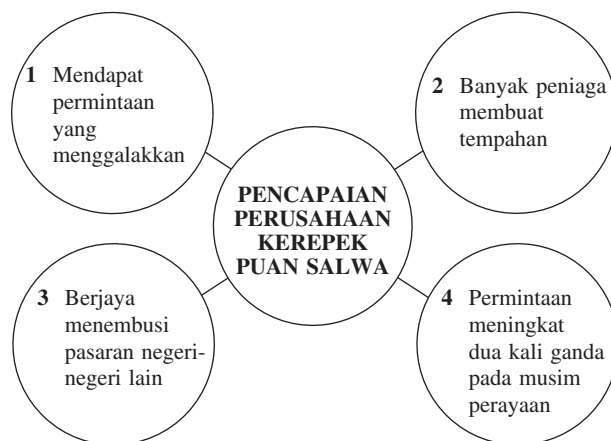 1 Mendapat
permintaan
yang
menggalakkan
2 Banyak peniaga
membuat
tempahan
PENCAPAIAN
PERUSAHAAN
KEREPEK
PUAN SALWA
3 Berjaya
menembusi
pasaran negeri-
negeri lain
4 Permintaan
meningkat
dua kali ganda
pada musim
perayaan